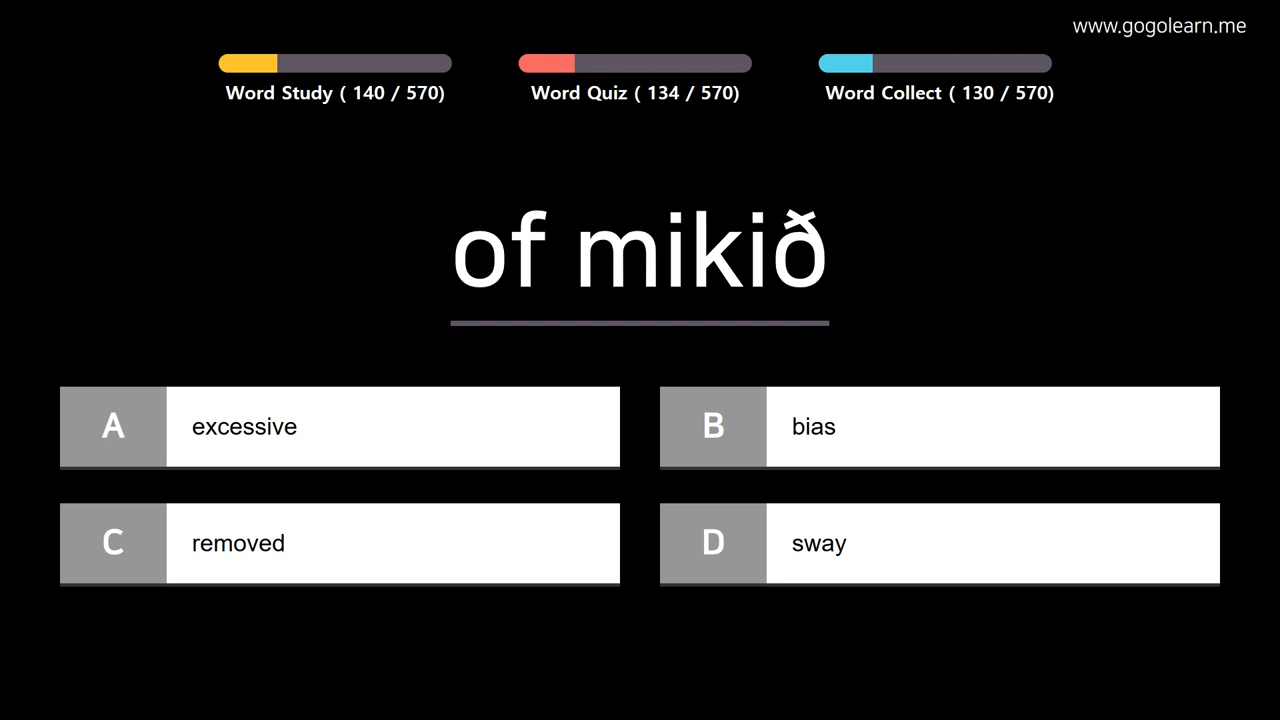 www.gogolearn.me
Word Study ( 140 / 570)
Word Quiz ( 134 / 570)
Word Collect ( 130 / 570)
of mikið
A excessive
B bias
C removed
D sway